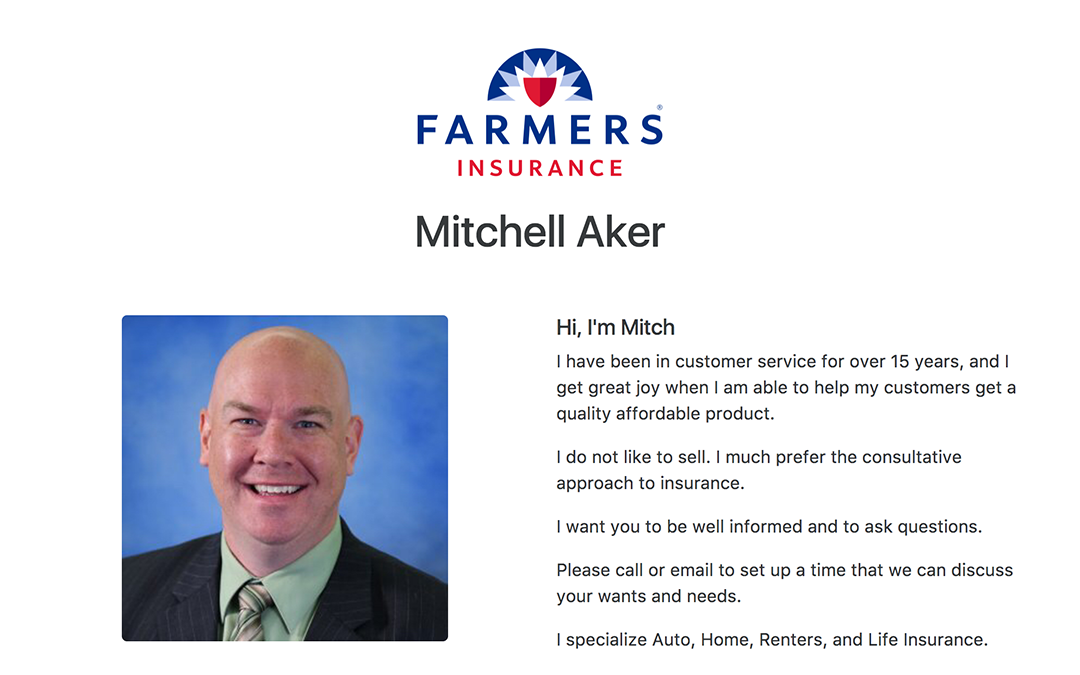 FARMERS®
INSURANCE
Mitchell Aker
Hi, I'm Mitch
I have been in customer service for over 15 years, and I
get great joy when I am able to help my customers get a
quality affordable product.
I do not like to sell. I much prefer the consultative
approach to insurance.
I want you to be well informed and to ask questions.
Please call or email to set up a time that we can discuss
your wants and needs.
I specialize Auto, Home, Renters, and Life Insurance.